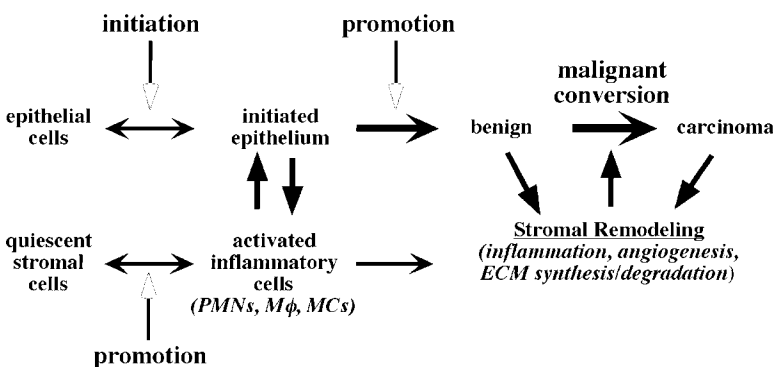 initiation
promotion
malignant
conversion
epithelial
cells
initiated
epithelium
benign
carcinoma
quiescent
stromal
cells
activated
inflammatory
cells
(PMNs, Mϕ, MCs)
Stromal Remodeling
(inflammation, angiogenesis,
ECM synthesis/degradation)
promotion